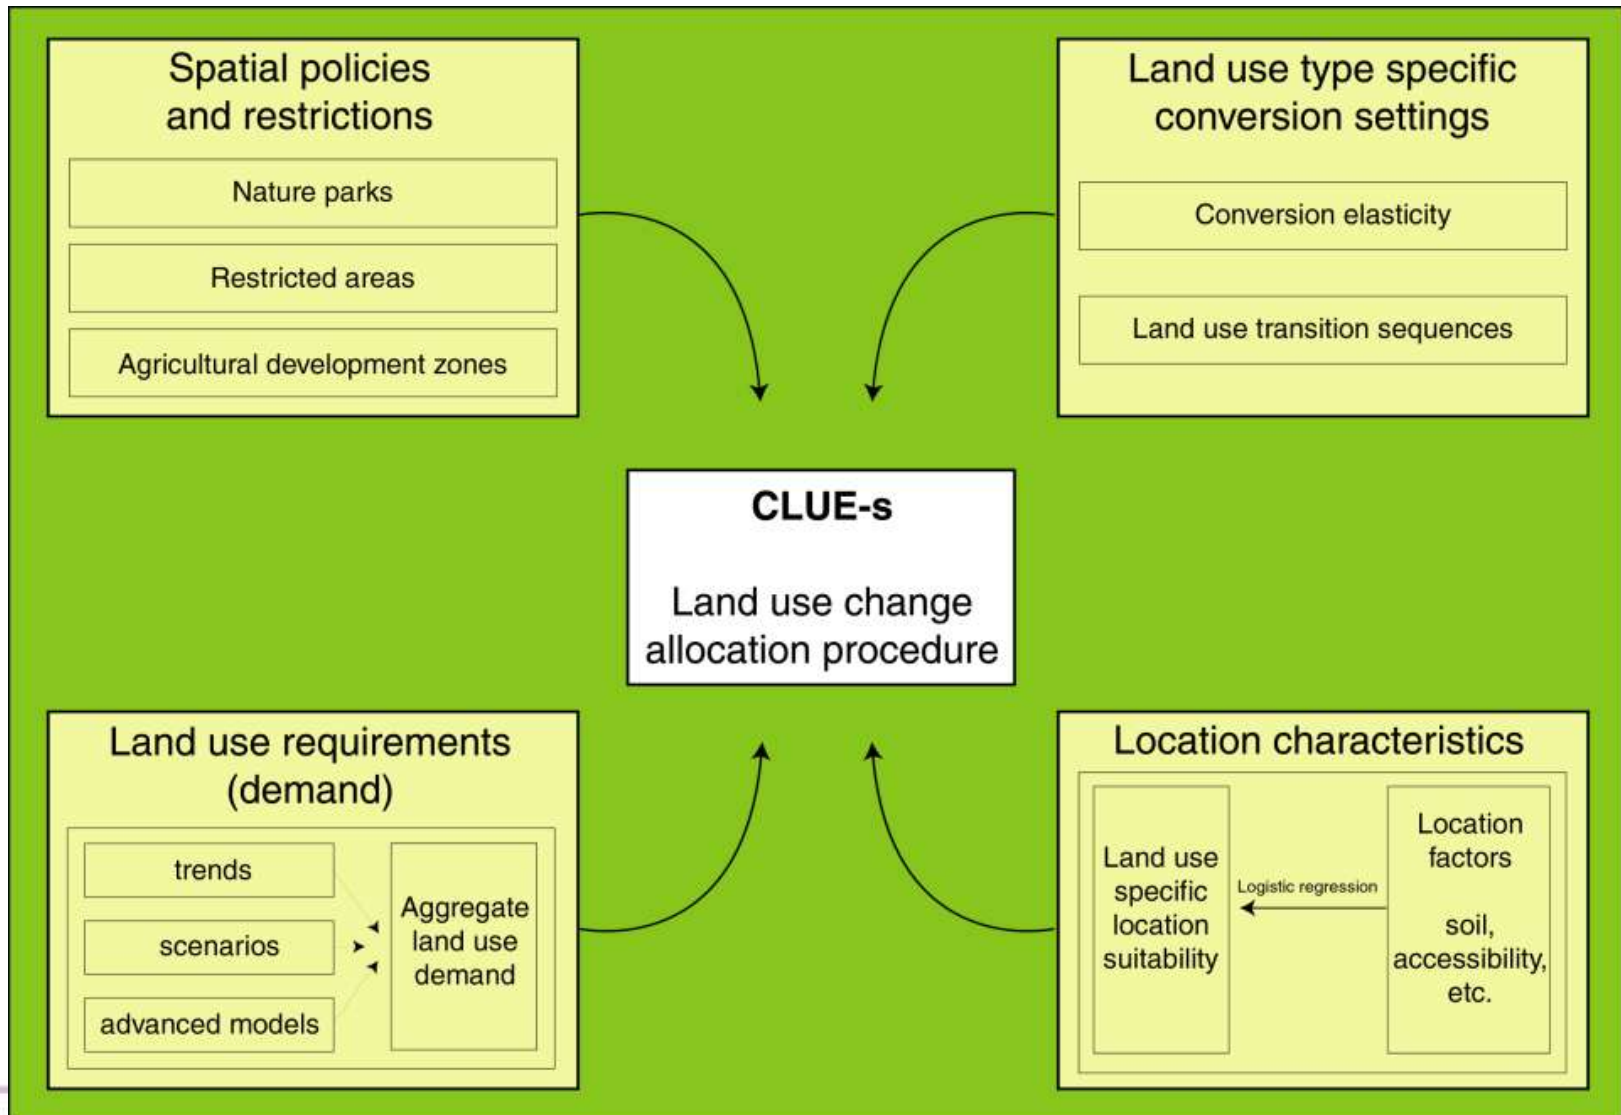 Spatial policies
and restrictions
Nature parks
Restricted areas
Agricultural development zones
Land use type specific
conversion settings
Conversion elasticity
Land use transition sequences
CLUE-s
Land use change
allocation procedure
Land use requirements
(demand)
trends
scenarios
advanced models
Aggregate
land use
demand
Location characteristics
Land use
specific
location
suitability
Logistic regression
Location
factors
soil,
accessibility,
etc.